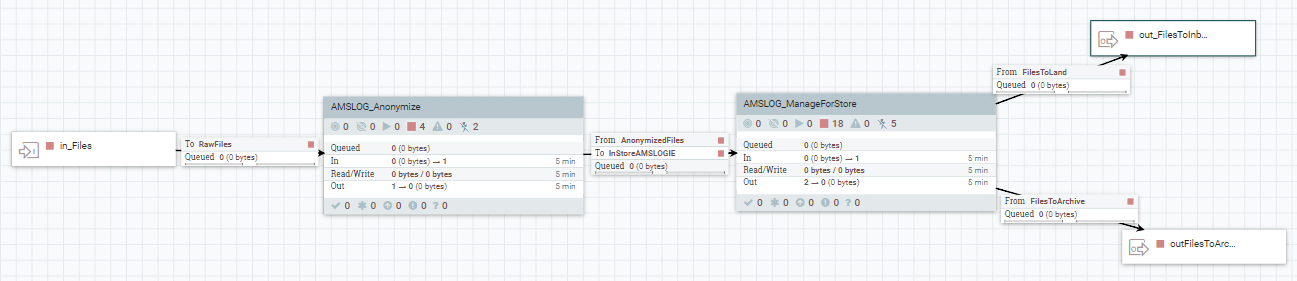 in_Files
To RawFiles
Queued 0 (0 bytes)
AMSLOG_Anonymize
0 0 0 4 0 2
Queued 0 (0 bytes)
In 0 (0 bytes) → 1 5 min
Read/Write 0 bytes / 0 bytes 5 min
Out 1 → 0 (0 bytes) 5 min
0 0 0 0 ? 0
From AnonymizedFiles
To InStoreAMSLOGIE
Queued 0 (0 bytes)
AMSLOG_ManageForStore
0 0 0 18 0 5
Queued 0 (0 bytes)
In 0 (0 bytes) → 1 5 min
Read/Write 0 bytes / 0 bytes 5 min
Out 2 → 0 (0 bytes) 5 min
0 0 0 0 ? 0
From FilesToLand
Queued 0 (0 bytes)
out_FilesToInb...
From FilesToArchive
Queued 0 (0 bytes)
outFilesToArc...